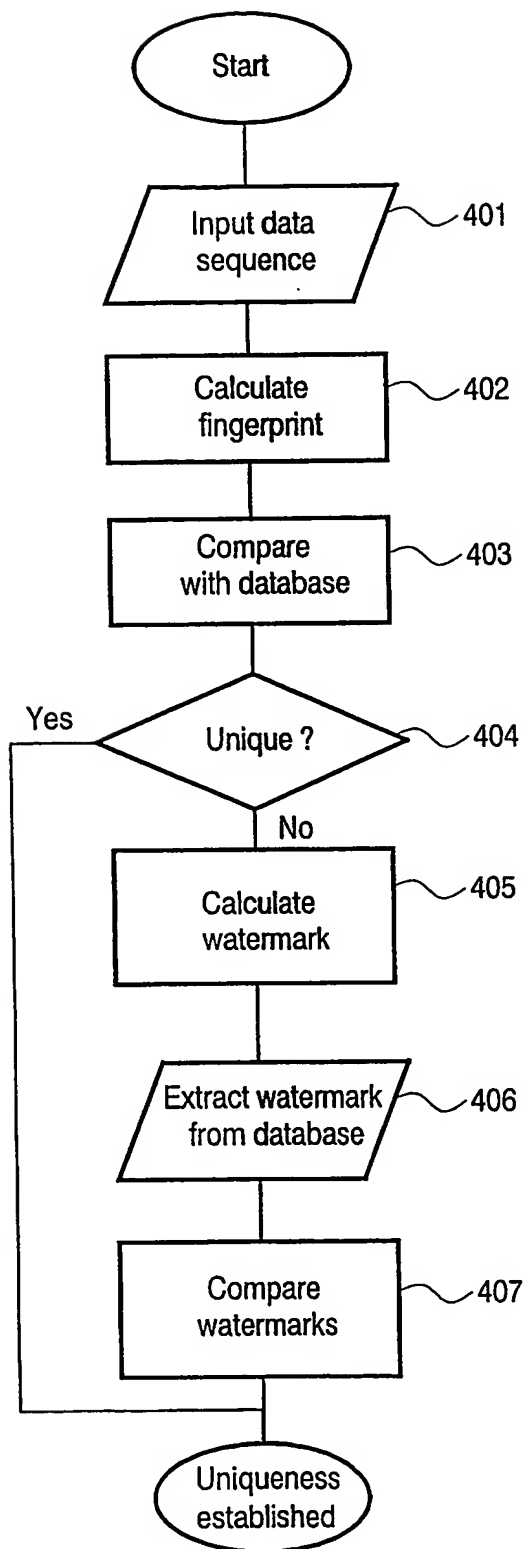 Start
Input data
sequence
401
Calculate
fingerprint
402
Compare
with database
403
Yes
Unique ?
404
No
Calculate
watermark
405
Extract watermark
from database
406
Compare
watermarks
407
Uniqueness
established